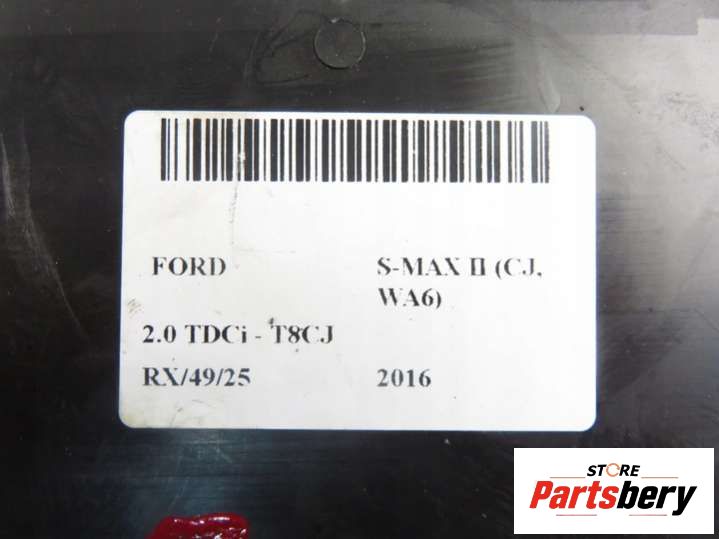 FORD
S-MAX II (CJ,
WA6)
2.0 TDCi - T8CJ
RX/49/25
2016
STORE
Partsbery